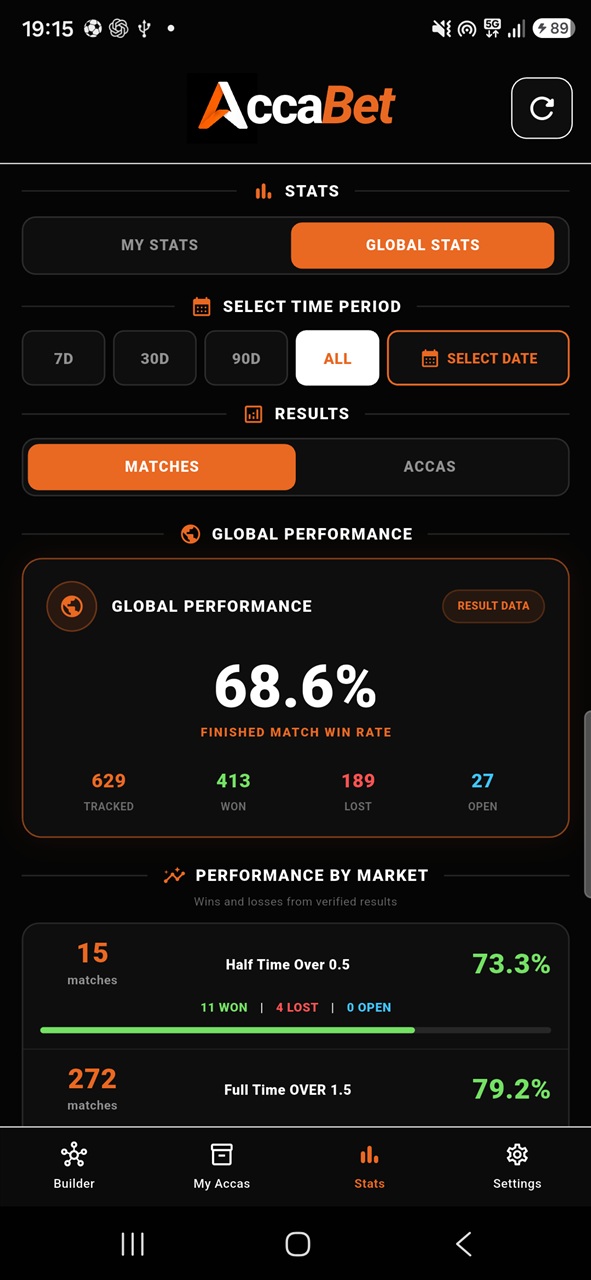 19:15
5G
89
AccaBet
STATS
MY STATS
GLOBAL STATS
SELECT TIME PERIOD
7D
30D
90D
ALL
SELECT DATE
RESULTS
MATCHES
ACCAS
GLOBAL PERFORMANCE
GLOBAL PERFORMANCE
RESULT DATA
68.6%
FINISHED MATCH WIN RATE
629
413
189
27
TRACKED
WON
LOST
OPEN
PERFORMANCE BY MARKET
Wins and losses from verified results
15
matches
Half Time Over 0.5
73.3%
11 WON | 4 LOST | 0 OPEN
272
matches
Full Time OVER 1.5
79.2%
Builder
My Accas
Stats
Settings